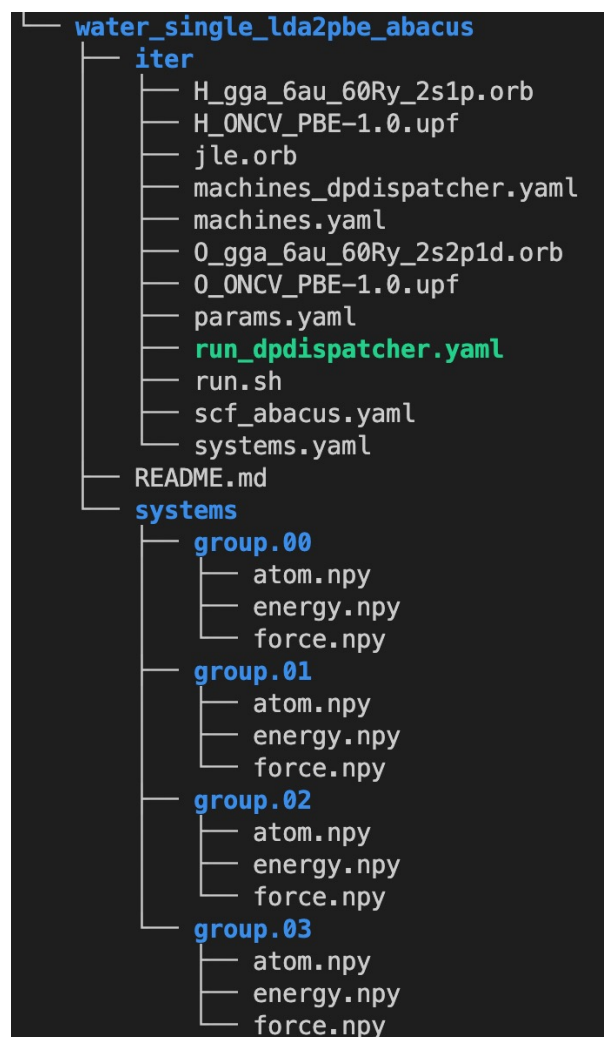 water_single_lda2pbe_abacus
iter
H_gga_6au_60Ry_2s1p.orb
H_ONCV_PBE-1.0.upf
jle.orb
machines_dpdispatcher.yaml
machines.yaml
O_gga_6au_60Ry_2s2p1d.orb
O_ONCV_PBE-1.0.upf
params.yaml
run_dpdispatcher.yaml
run.sh
scf_abacus.yaml
systems.yaml
README.md
systems
group.00
atom.npy
energy.npy
force.npy
group.01
atom.npy
energy.npy
force.npy
group.02
atom.npy
energy.npy
force.npy
group.03
atom.npy
energy.npy
force.npy